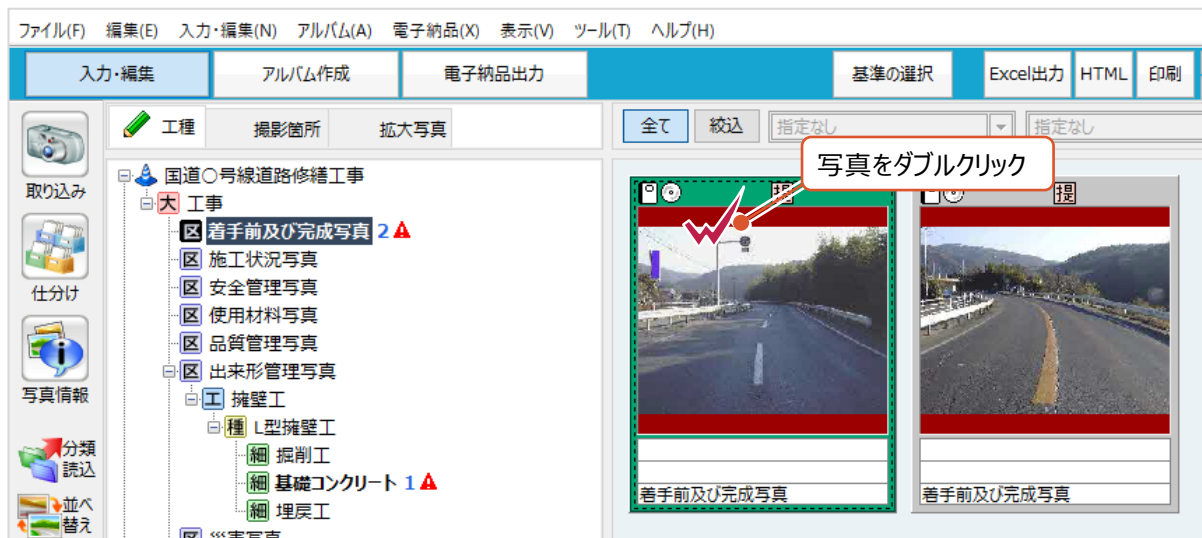 ファイル(F) 編集(E) 入力・編集(N) アルバム(A) 電子納品(X) 表示(V) ツール(T) ヘルプ(H)
入力・編集 アルバム作成 電子納品出力 基準の選択 Excel出力 HTML 印刷
工種 撮影箇所 拡大写真 全て 絞込 指定なし 指定なし
写真をダブルクリック
取り込み
仕分け
写真情報
分類
読込
並べ
替え
国道○号線道路修繕工事
大 工事
区 着手前及び完成写真 2
区 施工状況写真
区 安全管理写真
区 使用材料写真
区 品質管理写真
区 出来形管理写真
工 擁壁工
種 L型擁壁工
細 掘削工
細 基礎コンクリート 1
細 埋戻工
区 災害写真
提
提
着手前及び完成写真
着手前及び完成写真